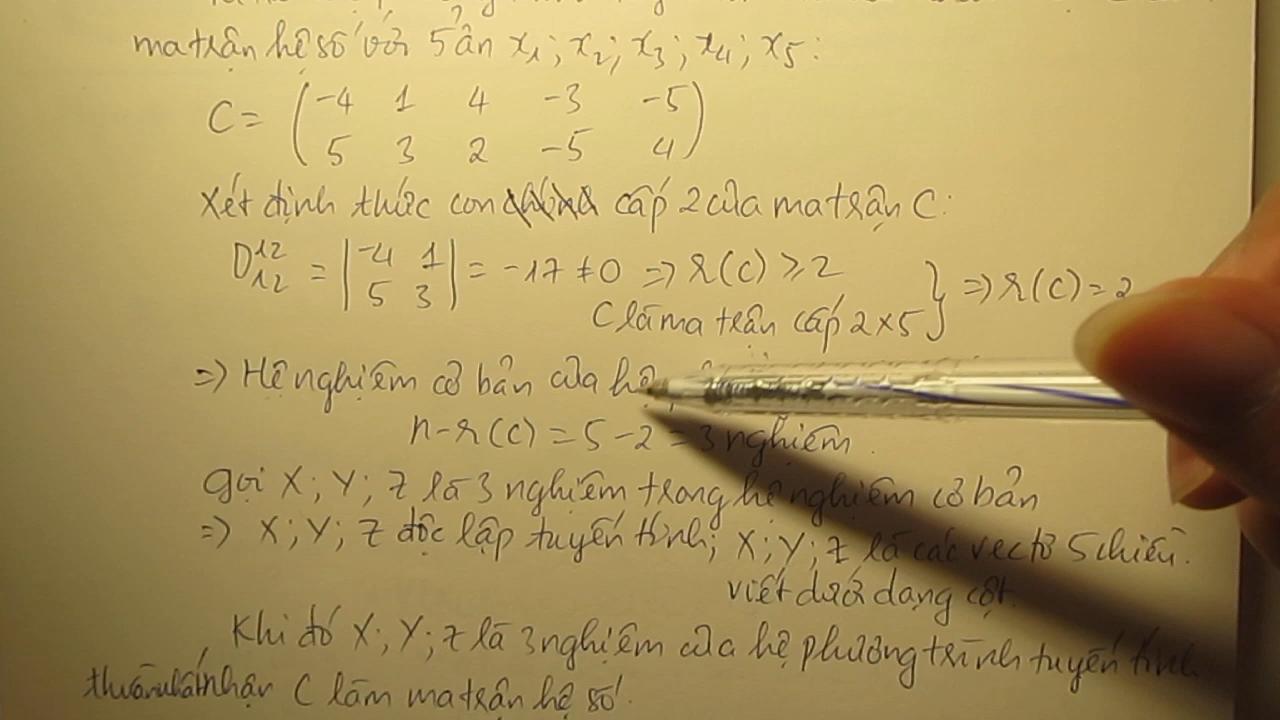 ma trận hệ số với 5 ẩn x₁; x₂; x₃; x₄; x₅:
C = ( -4 1 4 -3 -5
5 3 2 -5 4 )
Xét định thức con cấp 2 của ma trận C:
D¹²₁₂ = | -4 1 | = -17 ≠ 0 => r(C) ≥ 2 } => r(C) = 2
| 5 3 |
C là ma trận cấp 2×5
=> Hệ nghiệm cơ bản của hệ
n-r(C) = 5-2 = 3 nghiệm.
gọi X; Y; Z là 3 nghiệm trong hệ nghiệm cơ bản
=> X; Y; Z độc lập tuyến tính; X; Y; Z là các vectơ 5 chiều.
viết dưới dạng cột.
Khi đó X; Y; Z là 3 nghiệm của hệ phương trình tuyến tính
thuần nhất nhận C làm ma trận hệ số.